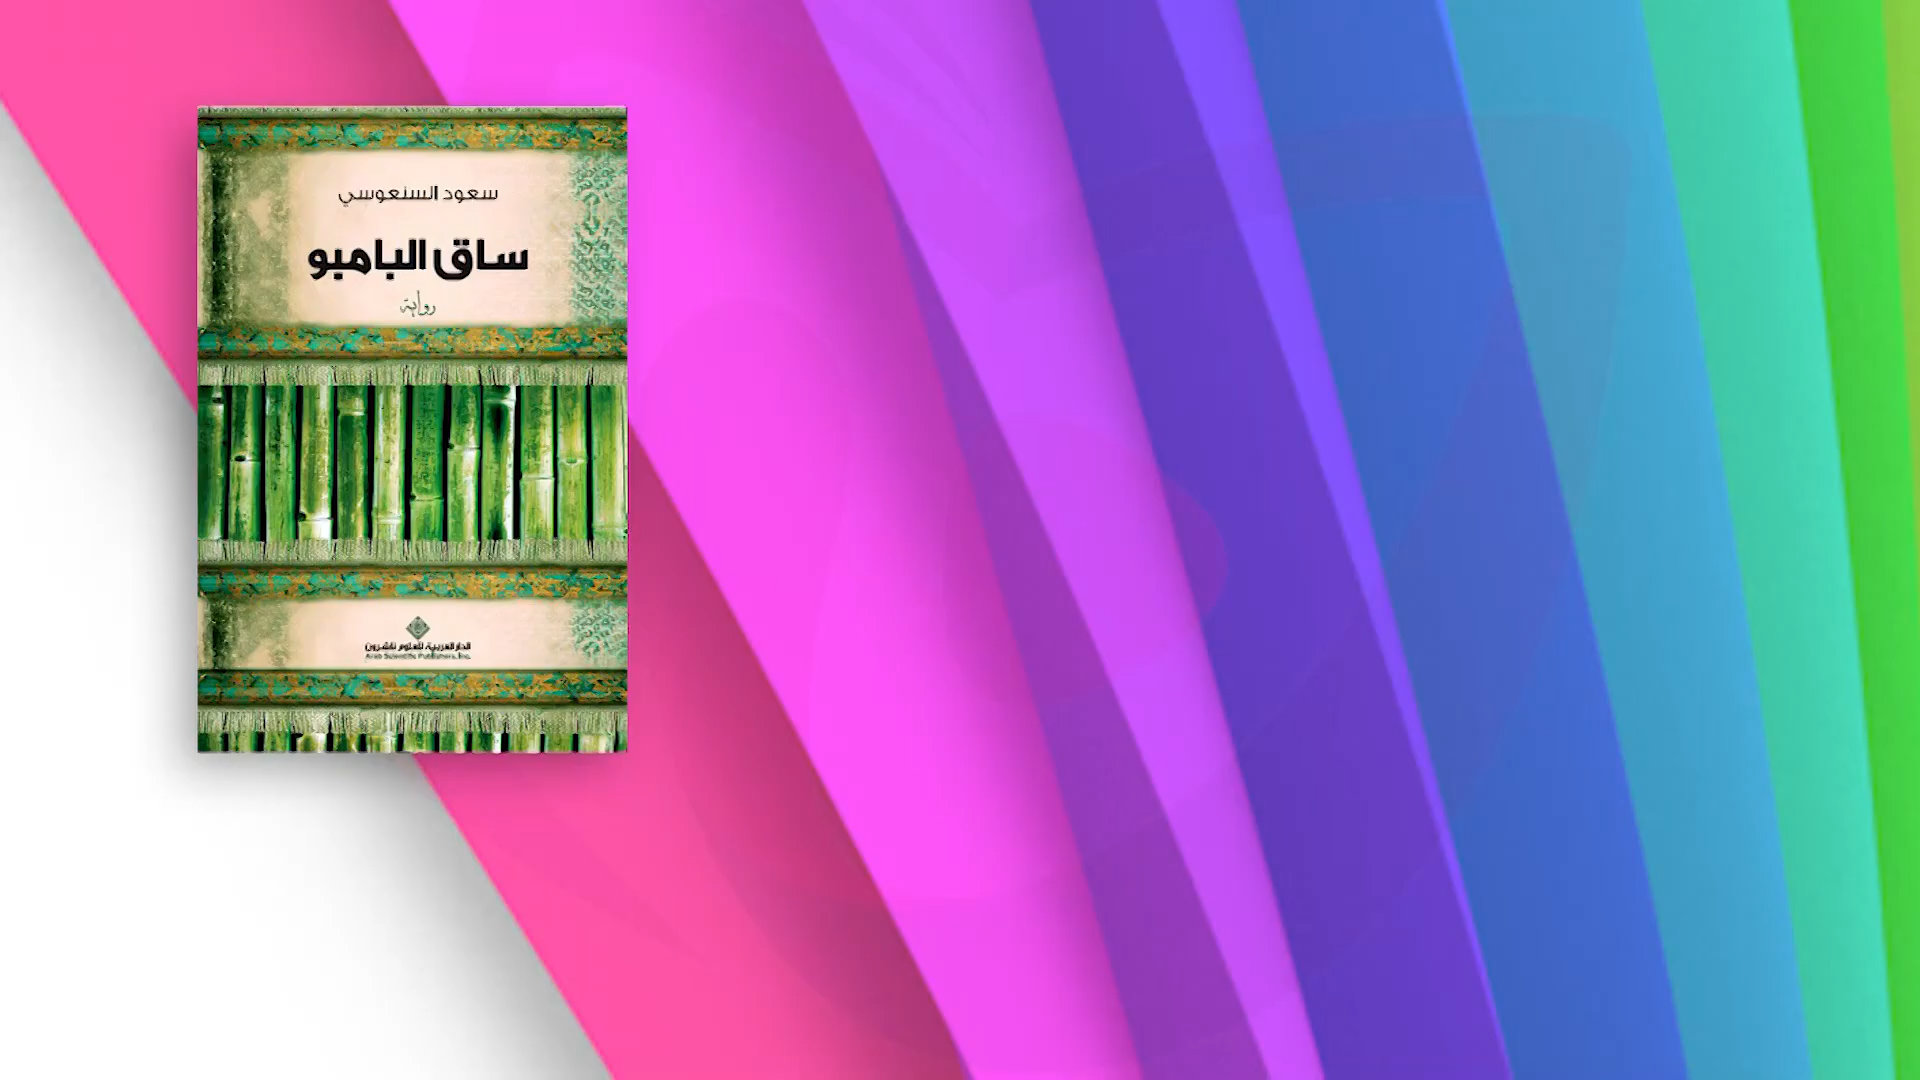 سعود السنعوسي
ساق البامبو
رواية
الدار العربية للعلوم ناشرون
Arab Scientific Publishers, Inc.